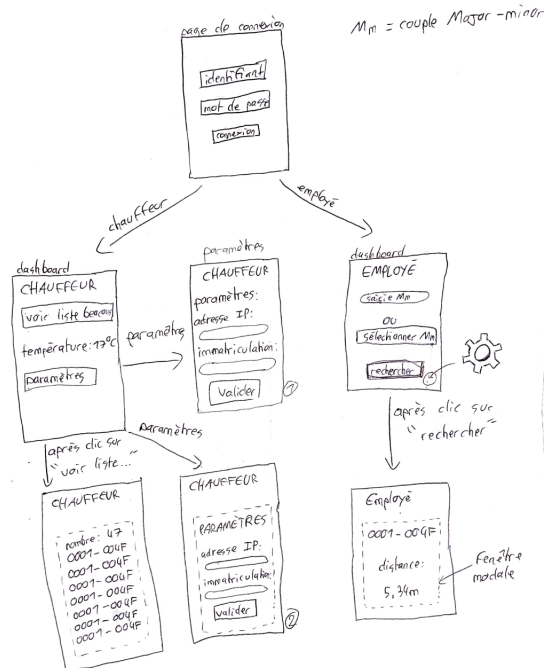 page de connexion
Mm = couple Major-minor
identifiant
mot de passe
connexion
chauffeur
employé
dashboard
CHAUFFEUR
voir liste beacons
température: 17°C
paramètres
paramètres
paramètres
CHAUFFEUR
paramètres:
adresse IP:
immatriculation:
Valider
1
dashboard
EMPLOYÉ
saisie Mm
OU
sélectionner Mm
rechercher
après clic sur
"voir liste..."
paramètres
après clic sur
"rechercher"
CHAUFFEUR
nombre: 47
0001-004F
0001-004F
0001-004F
0001-004F
0001-004F
0001-004F
0001-004F
CHAUFFEUR
PARAMÈTRES
adresse IP:
immatriculation:
valider
2
Employé
0001-004F
distance:
5,34m
Fenêtre
modale